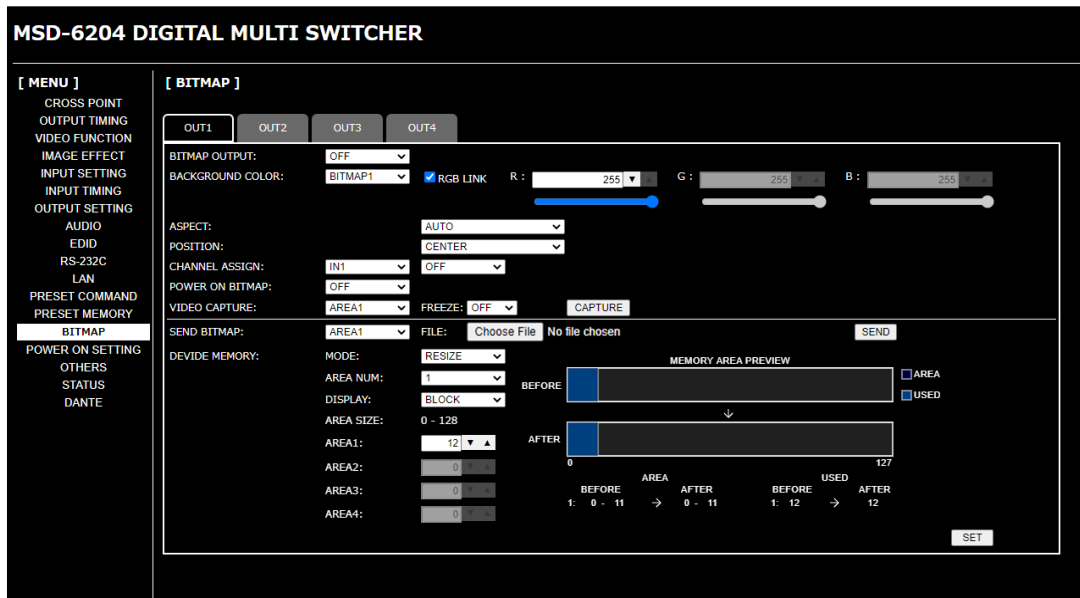 MSD-6204 DIGITAL MULTI SWITCHER
[ MENU ]
CROSS POINT
OUTPUT TIMING
VIDEO FUNCTION
IMAGE EFFECT
INPUT SETTING
INPUT TIMING
OUTPUT SETTING
AUDIO
EDID
RS-232C
LAN
PRESET COMMAND
PRESET MEMORY
BITMAP
POWER ON SETTING
OTHERS
STATUS
DANTE
[ BITMAP ]
OUT1 OUT2 OUT3 OUT4
BITMAP OUTPUT: OFF
BACKGROUND COLOR: BITMAP1 RGB LINK R : 255 G : 255 B : 255
ASPECT: AUTO
POSITION: CENTER
CHANNEL ASSIGN: IN1 OFF
POWER ON BITMAP: OFF
VIDEO CAPTURE: AREA1 FREEZE: OFF CAPTURE
SEND BITMAP: AREA1 FILE: Choose File No file chosen SEND
DEVIDE MEMORY: MODE: RESIZE
AREA NUM: 1
DISPLAY: BLOCK
AREA SIZE: 0 - 128
AREA1: 12
AREA2: 0
AREA3: 0
AREA4: 0
MEMORY AREA PREVIEW
BEFORE
AREA
USED
↓
AFTER
0 127
AREA USED
BEFORE AFTER BEFORE AFTER
1: 0 - 11 → 0 - 11 1: 12 → 12
SET